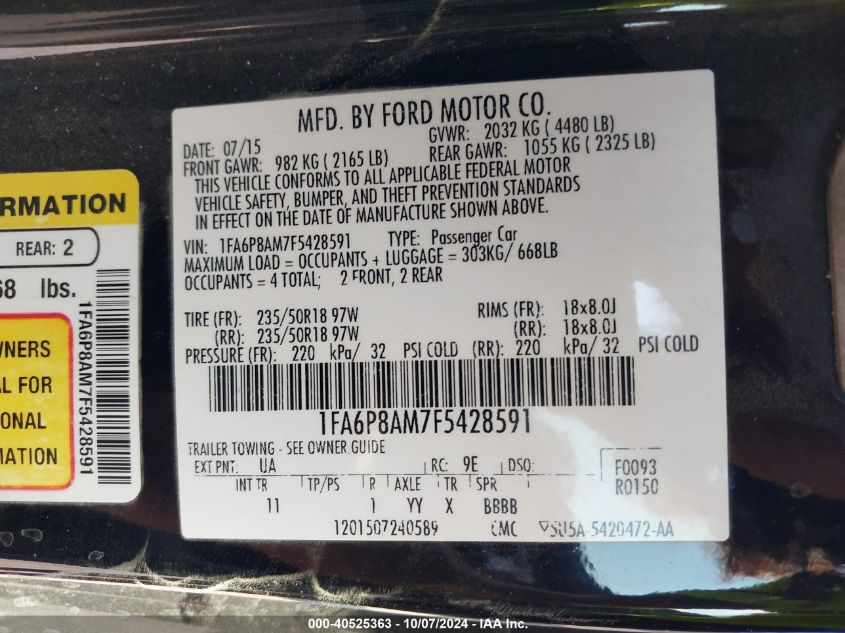 MFD. BY FORD MOTOR CO.
DATE: 07/15 GVWR: 2032 KG ( 4480 LB)
FRONT GAWR: 982 KG ( 2165 LB) REAR GAWR: 1055 KG ( 2325 LB)
THIS VEHICLE CONFORMS TO ALL APPLICABLE FEDERAL MOTOR
VEHICLE SAFETY, BUMPER, AND THEFT PREVENTION STANDARDS
IN EFFECT ON THE DATE OF MANUFACTURE SHOWN ABOVE.
VIN: 1FA6P8AM7F5428591 TYPE: Passenger Car
MAXIMUM LOAD = OCCUPANTS + LUGGAGE = 303KG/ 668LB
OCCUPANTS = 4 TOTAL; 2 FRONT, 2 REAR
TIRE (FR): 235/50R18 97W RIMS (FR): 18x8.0J
(RR): 235/50R18 97W (RR): 18x8.0J
PRESSURE (FR): 220 kPa/ 32 PSI COLD (RR): 220 kPa/ 32 PSI COLD
1FA6P8AM7F5428591
TRAILER TOWING - SEE OWNER GUIDE
EXT PNT: UA RC: 9E DSO: F0093
R0150
INT TR TP/PS R AXLE TR SPR
11 1 YY X BBBB
1201507240589 CMC 5U5A-5420472-AA
RMATION
REAR: 2
68 lbs.
WNERS
AL FOR
ONAL
MATION
1FA6P8AM7F5428591
000-40525363 - 10/07/2024 - IAA Inc.